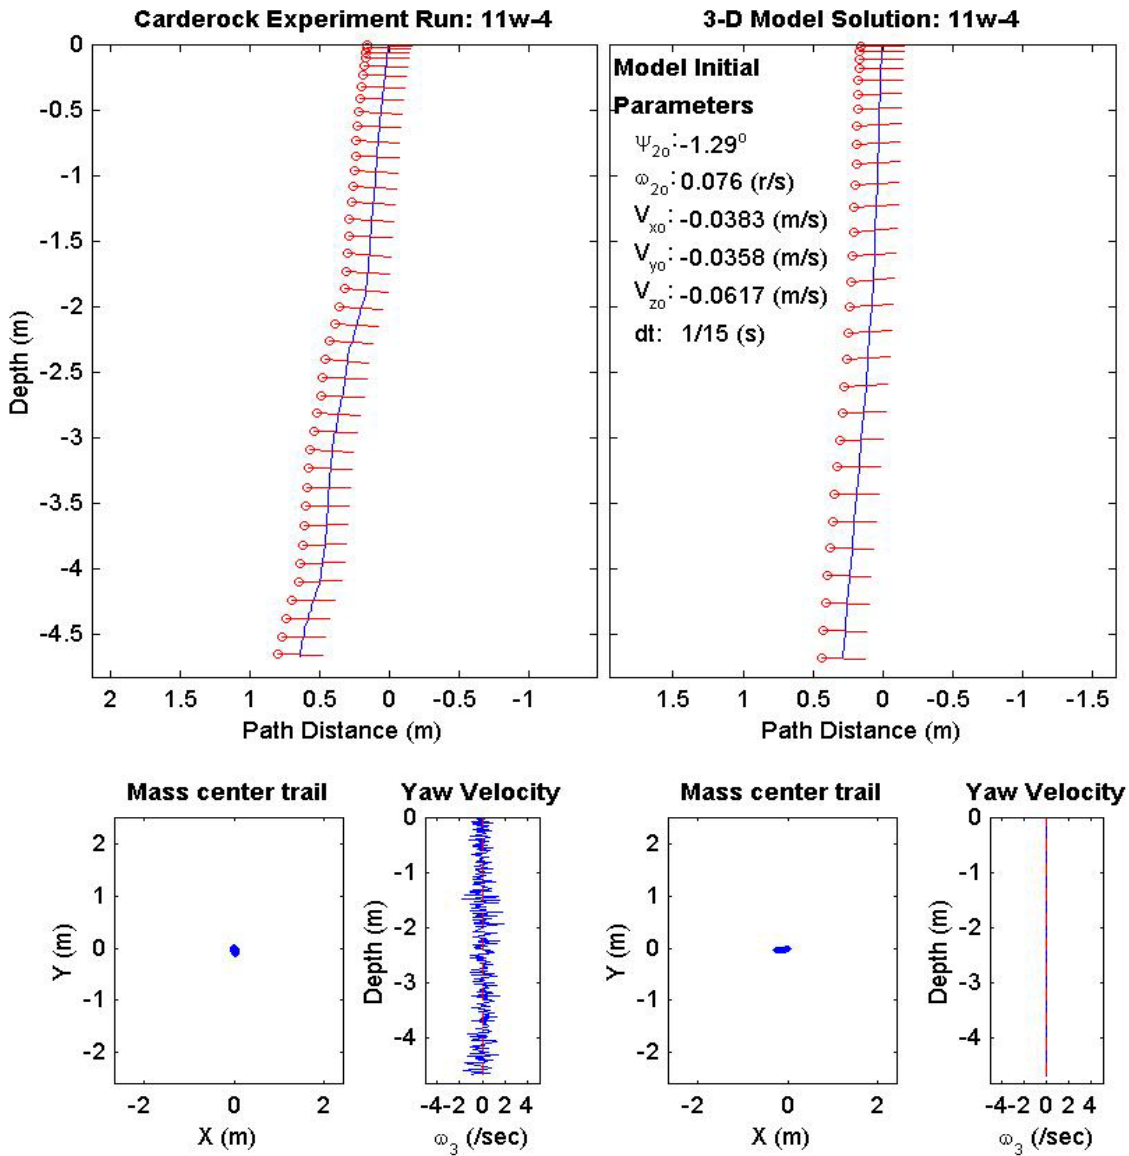 Carderock Experiment Run: 11w-4
3-D Model Solution: 11w-4
0
-0.5
-1
-1.5
-2
-2.5
-3
-3.5
-4
-4.5
Depth (m)
2
1.5
1
0.5
0
-0.5
-1
Path Distance (m)
Model Initial
Parameters
Ψ2o:-1.29o
ω2o: 0.076 (r/s)
Vxo: -0.0383 (m/s)
Vyo: -0.0358 (m/s)
Vzo: -0.0617 (m/s)
dt: 1/15 (s)
1.5
1
0.5
0
-0.5
-1
-1.5
Path Distance (m)
Mass center trail
2
1
0
-1
-2
Y (m)
-2
0
2
X (m)
Yaw Velocity
0
-1
-2
-3
-4
Depth (m)
-4-2 0 2 4
ω3 (/sec)
Mass center trail
2
1
0
-1
-2
Y (m)
-2
0
2
X (m)
Yaw Velocity
0
-1
-2
-3
-4
Depth (m)
-4-2 0 2 4
ω3 (/sec)